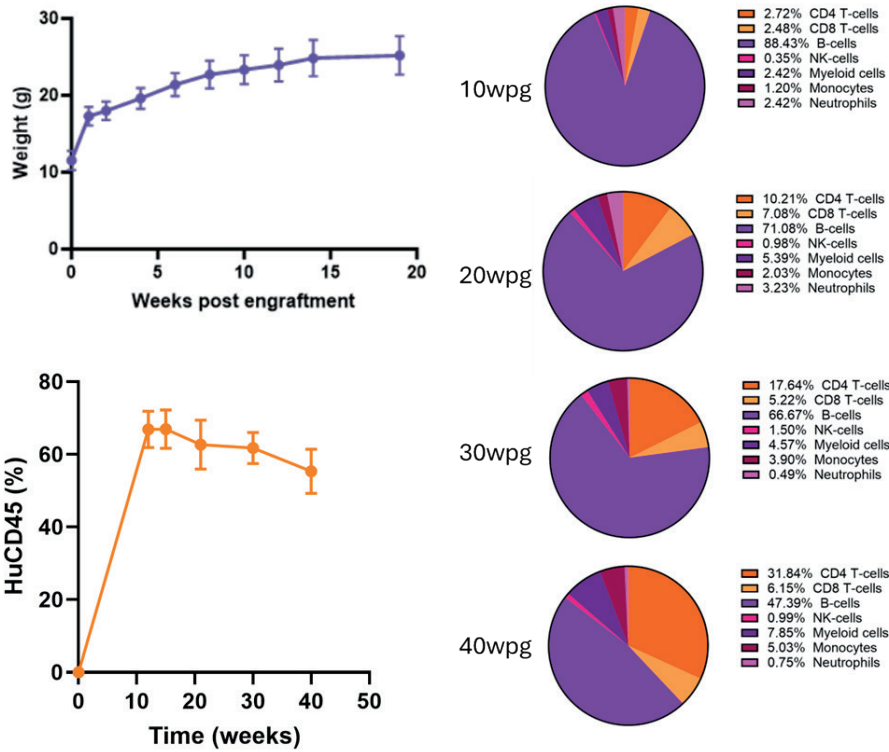 30
20
10
0
Weight (g)
0 5 10 15 20
Weeks post engraftment
80
60
40
20
0
HuCD45 (%)
0 10 20 30 40 50
Time (weeks)
10wpg
2.72% CD4 T-cells
2.48% CD8 T-cells
88.43% B-cells
0.35% NK-cells
2.42% Myeloid cells
1.20% Monocytes
2.42% Neutrophils
20wpg
10.21% CD4 T-cells
7.08% CD8 T-cells
71.08% B-cells
0.98% NK-cells
5.39% Myeloid cells
2.03% Monocytes
3.23% Neutrophils
30wpg
17.64% CD4 T-cells
5.22% CD8 T-cells
66.67% B-cells
1.50% NK-cells
4.57% Myeloid cells
3.90% Monocytes
0.49% Neutrophils
40wpg
31.84% CD4 T-cells
6.15% CD8 T-cells
47.39% B-cells
0.99% NK-cells
7.85% Myeloid cells
5.03% Monocytes
0.75% Neutrophils